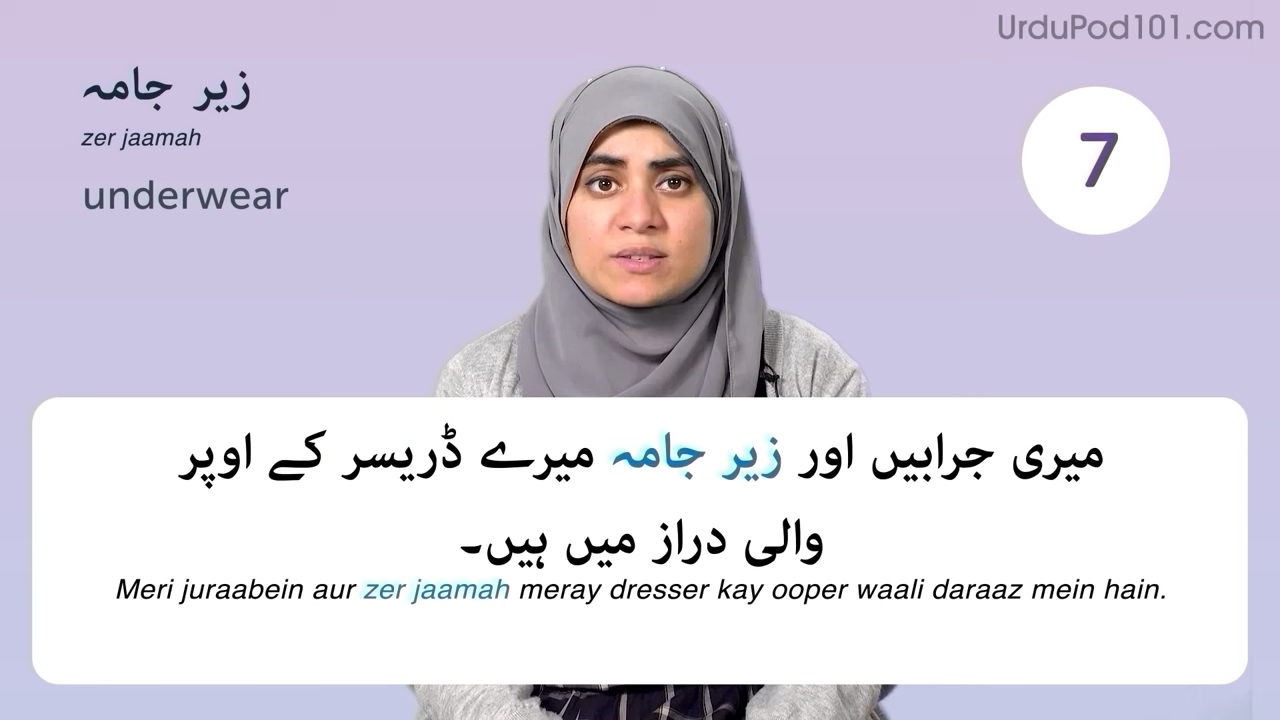 UrduPod101.com
زیر جامہ
zer jaamah
underwear
7
میری جرابیں اور زیر جامہ میرے ڈریسر کے اوپر
والی دراز میں ہیں۔
Meri juraabein aur zer jaamah meray dresser kay ooper waali daraaz mein hain.